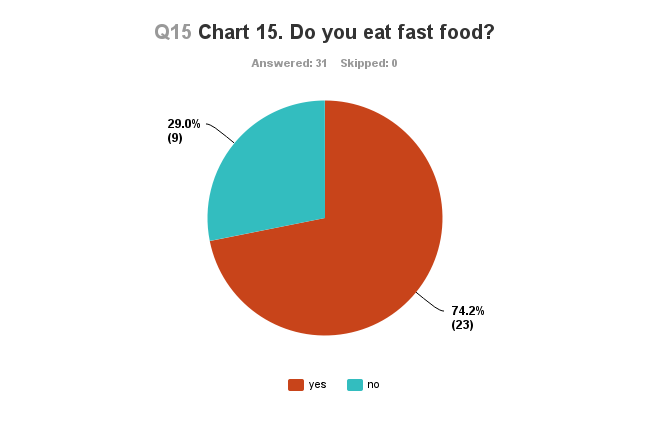 Q15 Chart 15. Do you eat fast food?
Answered: 31 Skipped: 0
29.0%
(9)
74.2%
(23)
yes no